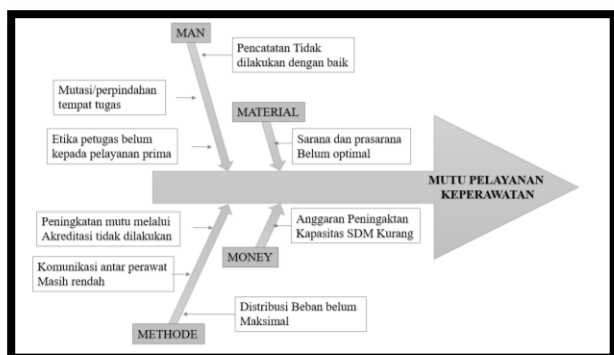 MAN
Pencatatan Tidak
dilakukan dengan baik
Mutasi/perpindahan
tempat tugas
MATERIAL
Etika petugas belum
kepada pelayanan prima
Sarana dan prasarana
Belum optimal
MUTU PELAYANAN
KEPERAWATAN
Peningkatan mutu melalui
Akreditasi tidak dilakukan
Anggaran Peningaktan
Kapasitas SDM Kurang
MONEY
Komunikasi antar perawat
Masih rendah
Distribusi Beban belum
Maksimal
METHODE